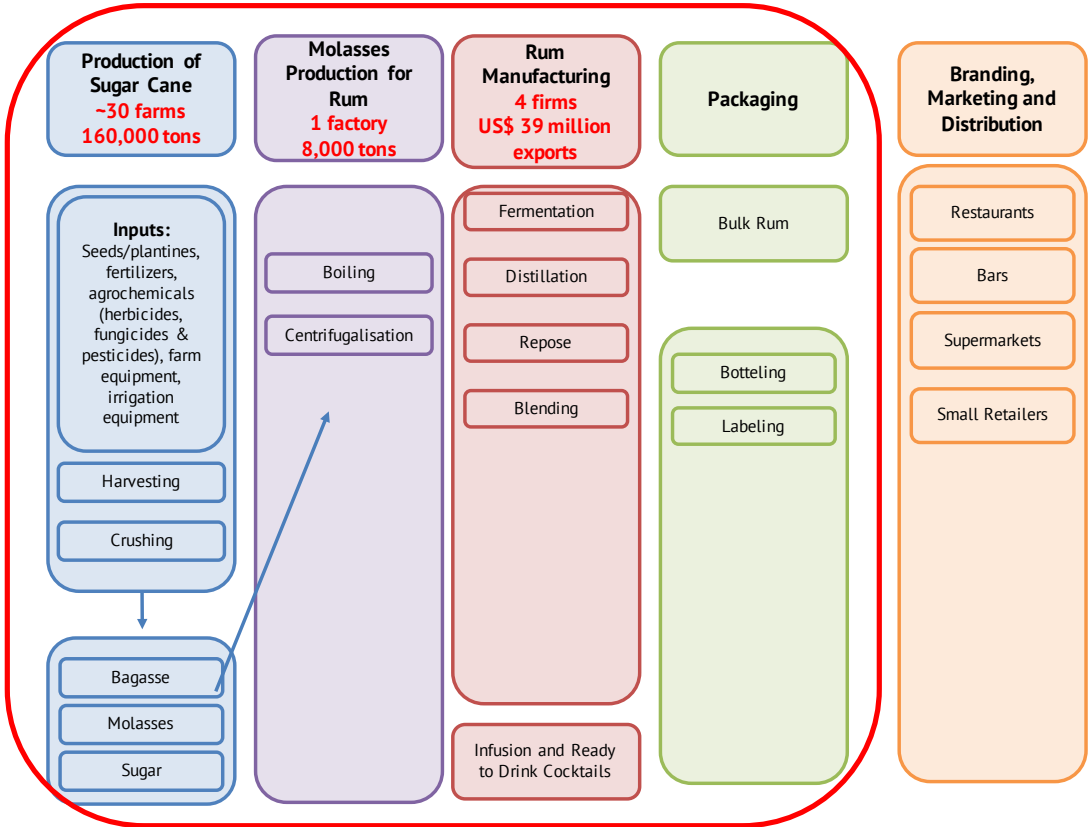 Production of
Sugar Cane
~30 farms
160,000 tons
Molasses
Production for
Rum
1 factory
8,000 tons
Rum
Manufacturing
4 firms
US$ 39 million
exports
Packaging
Branding,
Marketing and
Distribution
Inputs:
Seeds/plantines,
fertilizers,
agrochemicals
(herbicides,
fungicides &
pesticides), farm
equipment,
irrigation
equipment
Harvesting
Crushing
Bagasse
Molasses
Sugar
Boiling
Centrifugalisation
Fermentation
Distillation
Repose
Blending
Infusion and Ready
to Drink Cocktails
Bulk Rum
Botteling
Labeling
Restaurants
Bars
Supermarkets
Small Retailers